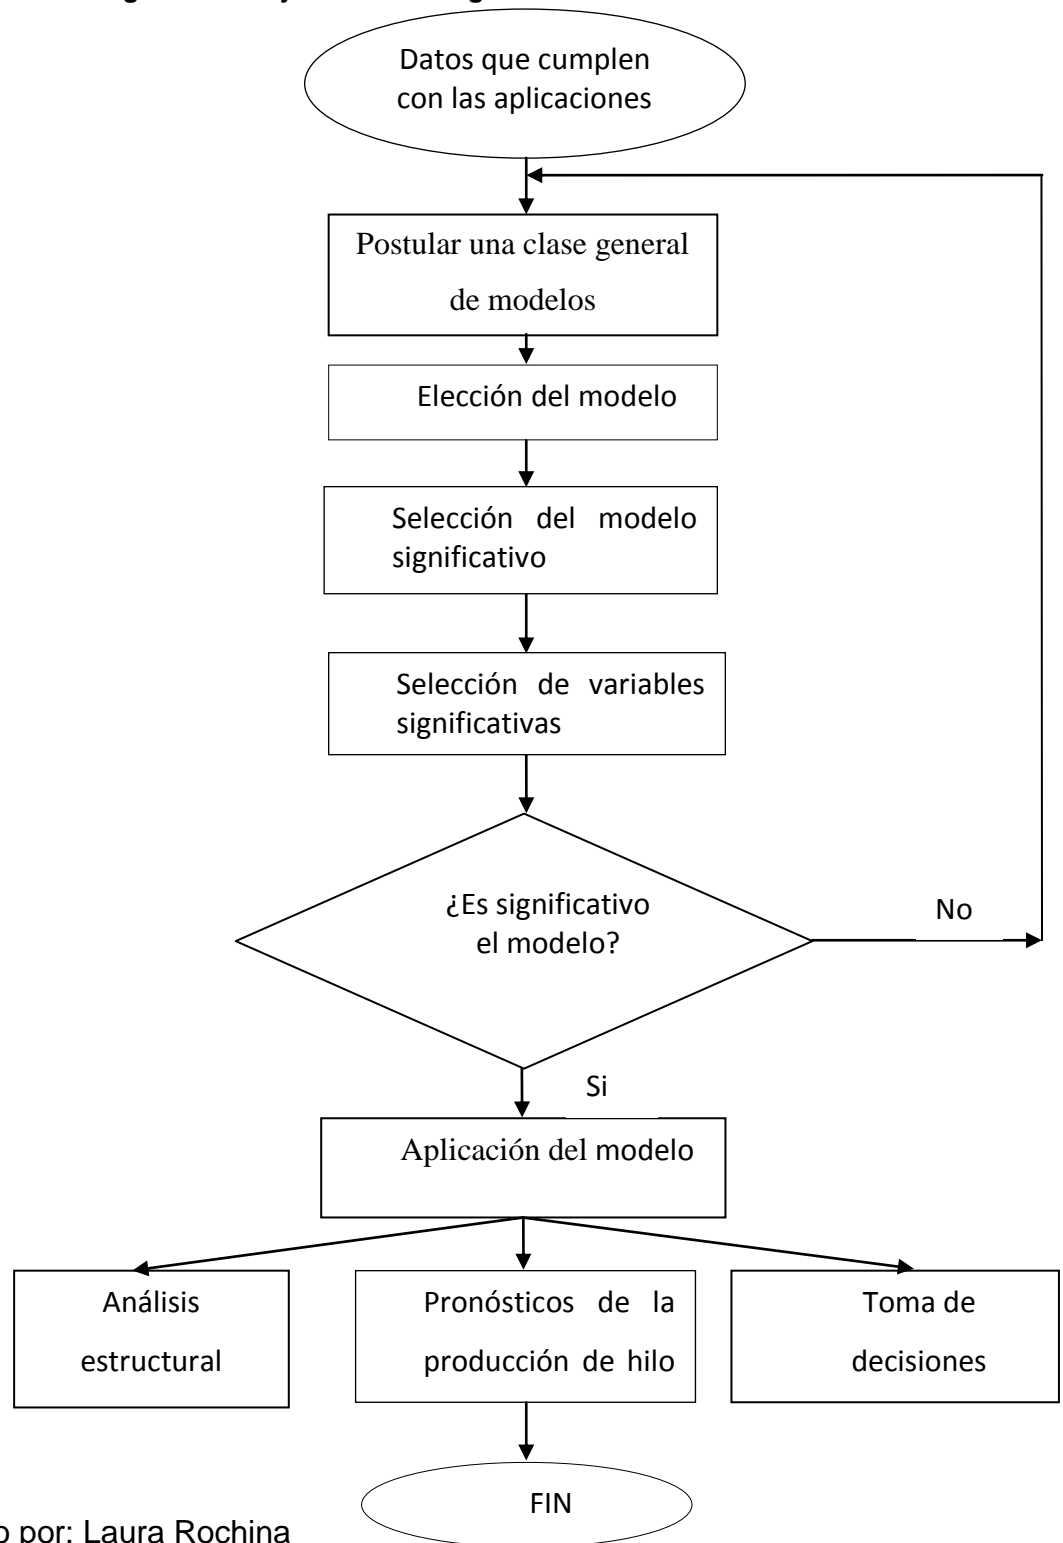 Datos que cumplen
con las aplicaciones
Postular una clase general
de modelos
Elección del modelo
Selección del modelo
significativo
Selección de variables
significativas
¿Es significativo
el modelo?
No
Si
Aplicación del modelo
Análisis
estructural
Pronósticos de la
producción de hilo
Toma de
decisiones
FIN
por: Laura Rochina